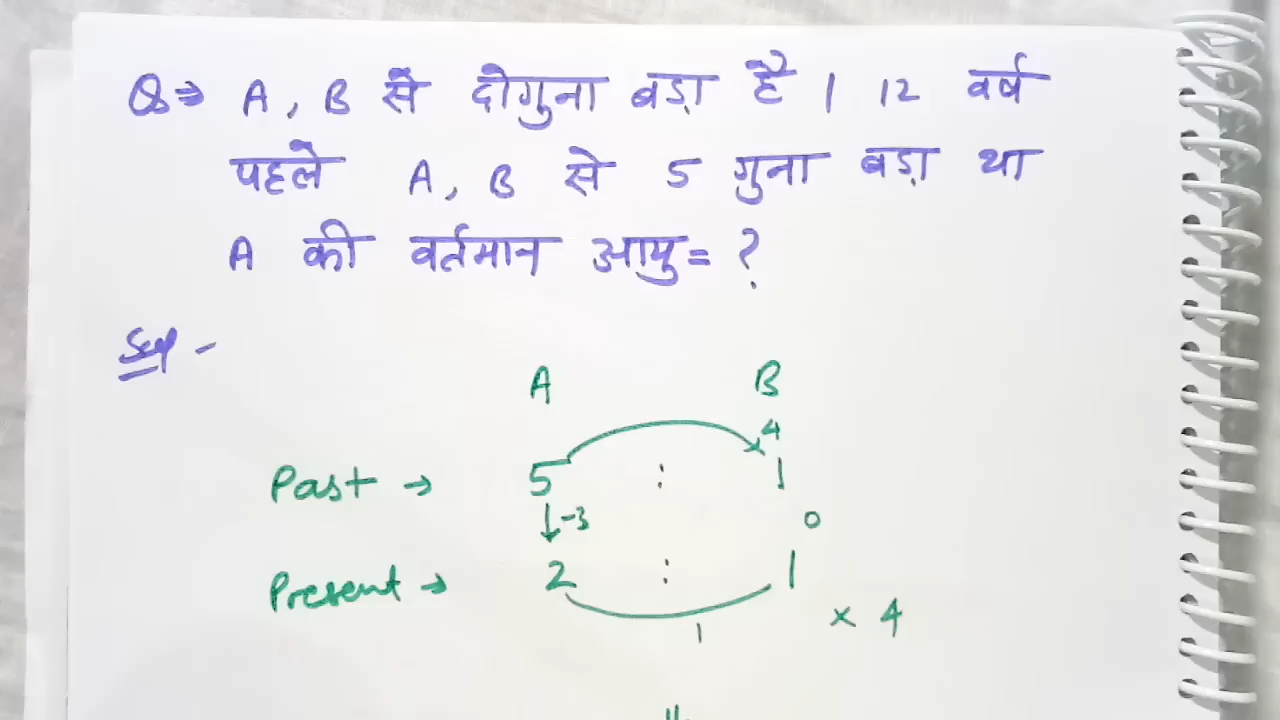 Q⇒ A, B से दोगुना बड़ा है । 12 वर्ष
पहले A, B से 5 गुना बड़ा था
A की वर्तमान आयु = ?
Sol -
A B
4
Past → 5 : 1
↓-3 0
Present → 2 : 1
1 × 4